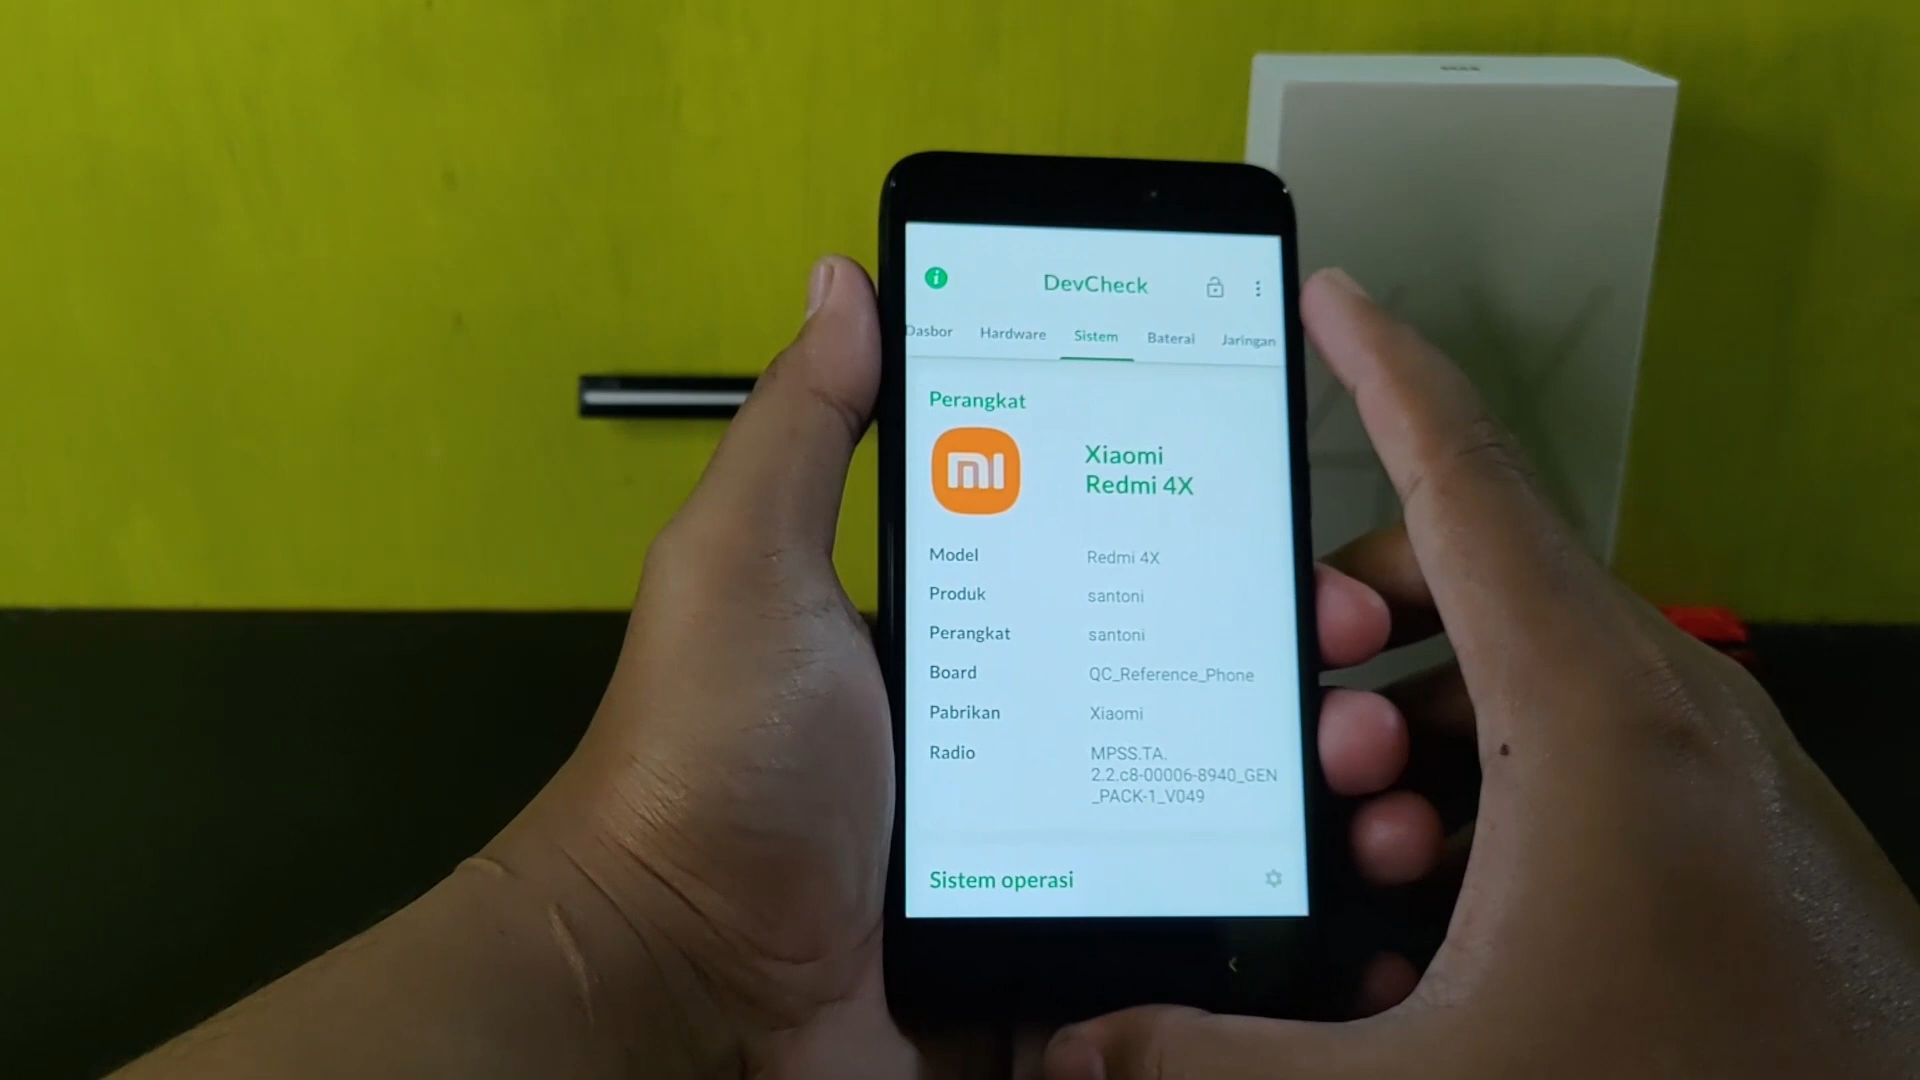 DevCheck
Dasbor Hardware Sistem Baterai Jaringan
Perangkat
mi
Xiaomi
Redmi 4X
Model Redmi 4X
Produk santoni
Perangkat santoni
Board QC_Reference_Phone
Pabrikan Xiaomi
Radio MPSS.TA.
2.2.c8-00006-8940_GEN
_PACK-1_V049
Sistem operasi